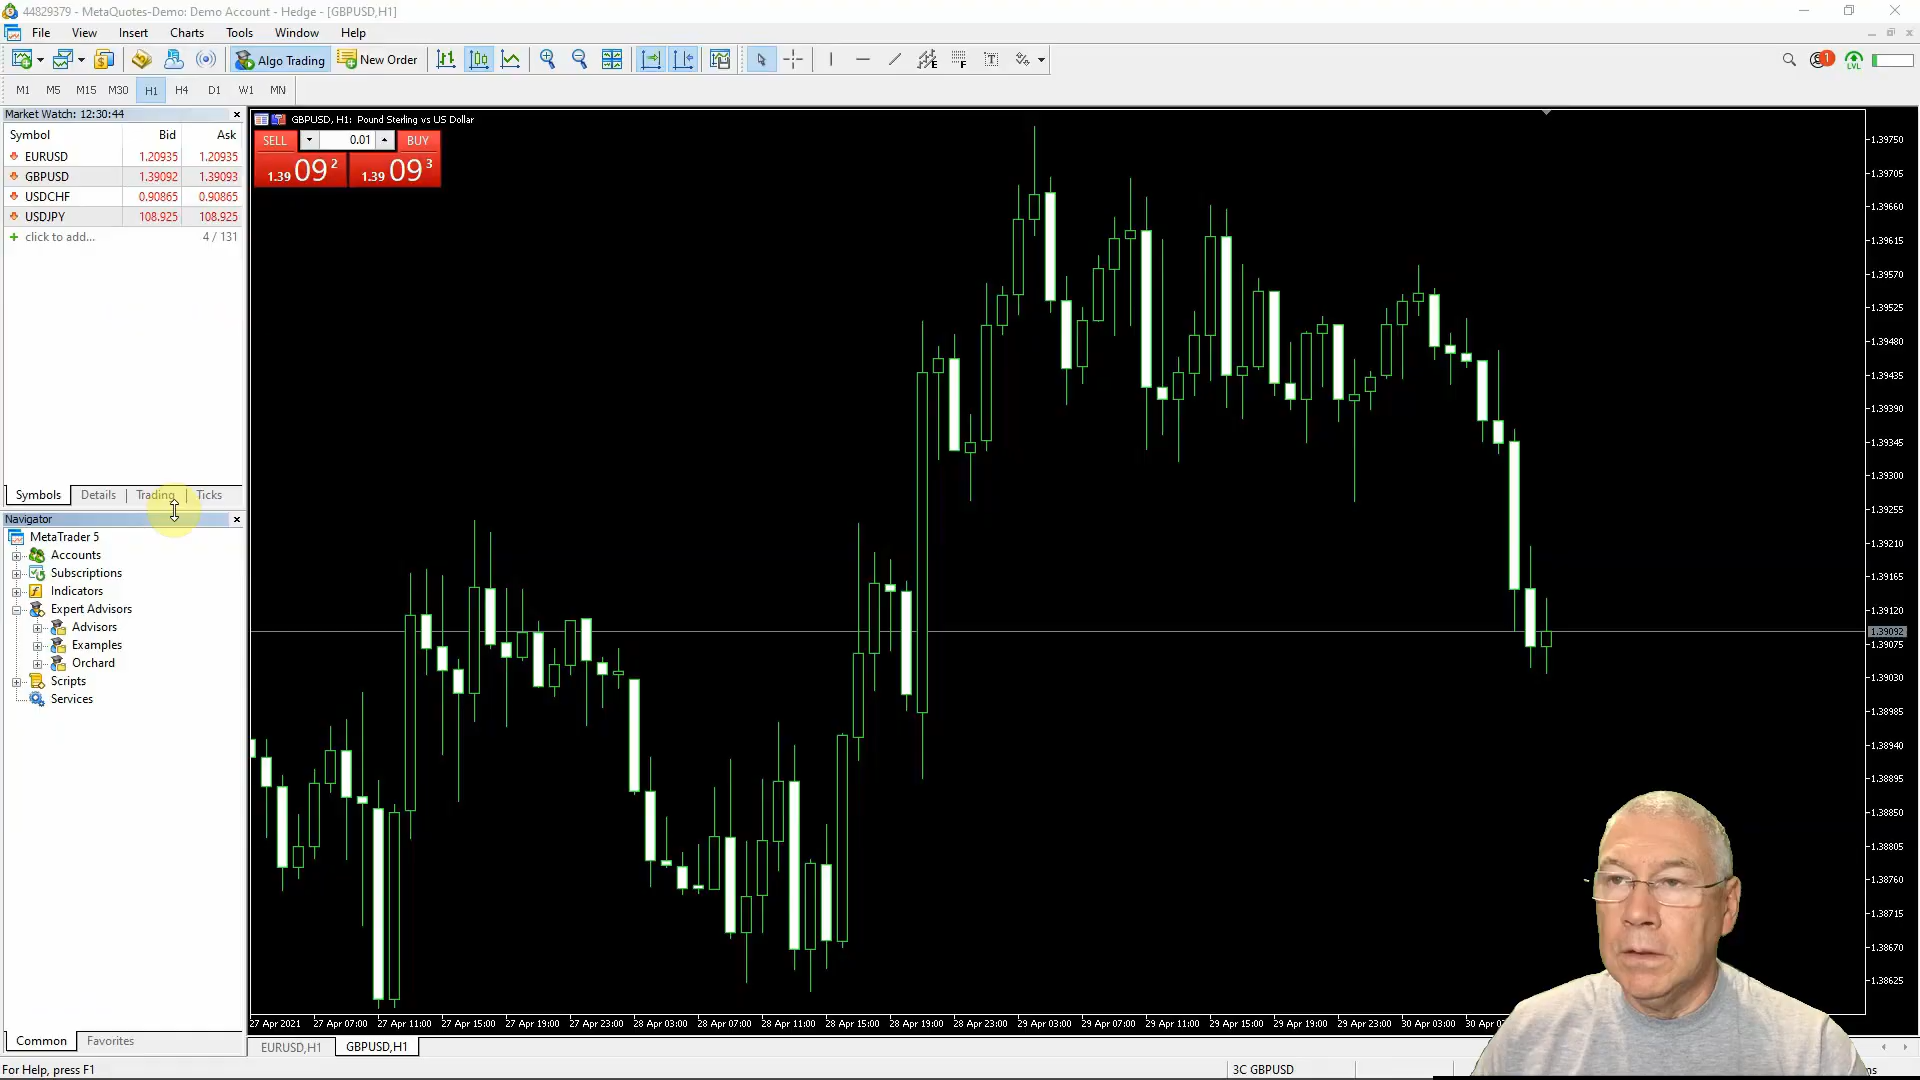 44829379 - MetaQuotes-Demo: Demo Account - Hedge - [GBPUSD,H1]
File View Insert Charts Tools Window Help
Algo Trading New Order
1
LVL
M1 M5 M15 M30 H1 H4 D1 W1 MN
Market Watch: 12:30:44
Symbol Bid Ask
EURUSD 1.20935 1.20935
GBPUSD 1.39092 1.39093
USDCHF 0.90865 0.90865
USDJPY 108.925 108.925
click to add... 4 / 131
Symbols Details Trading Ticks
Navigator
MetaTrader 5
Accounts
Subscriptions
Indicators
Expert Advisors
Advisors
Examples
Orchard
Scripts
Services
Common Favorites
GBPUSD, H1: Pound Sterling vs US Dollar
SELL 0.01 BUY
1.39 09 2 1.39 09 3
1.39750
1.39705
1.39660
1.39615
1.39570
1.39525
1.39480
1.39435
1.39390
1.39345
1.39300
1.39255
1.39210
1.39165
1.39120
1.39092
1.39075
1.39030
1.38985
1.38940
1.38895
1.38850
1.38805
1.38760
1.38715
1.38670
1.38625
27 Apr 2021 27 Apr 07:00 27 Apr 11:00 27 Apr 15:00 27 Apr 19:00 27 Apr 23:00 28 Apr 03:00 28 Apr 07:00 28 Apr 11:00 28 Apr 15:00 28 Apr 19:00 28 Apr 23:00 29 Apr 03:00 29 Apr 07:00 29 Apr 11:00 29 Apr 15:00 29 Apr 19:00 29 Apr 23:00 30 Apr 03:00 30 Apr
EURUSD,H1 GBPUSD,H1
For Help, press F1 3C GBPUSD